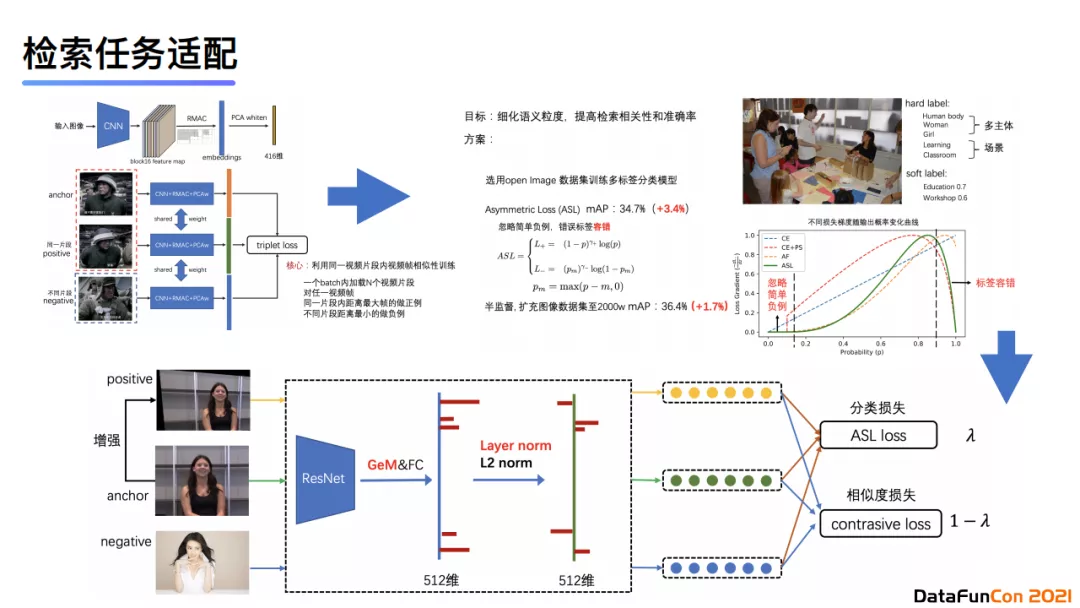 检索任务适配
输入图像
CNN
RMAC
PCA whiten
block16 feature map
embeddings
416维
anchor
CNN+RMAC+PCAw
shared weight
同一片段
positive
CNN+RMAC+PCAw
triplet loss
shared weight
不同片段
negative
CNN+RMAC+PCAw
核心：利用同一视频片段内视频帧相似性训练
一个batch内加载N个视频片段
对任一视频帧
同一片段内距离最大帧的做正例
不同片段距离最小的做负例
目标：细化语义粒度，提高检索相关性和准确率
方案：
选用open Image 数据集训练多标签分类模型
Asymmetric Loss (ASL) mAP：34.7%（+3.4%）
忽略简单负例，错误标签容错
ASL = { L+ = (1 − p)^γ+ log(p)
L− = (pm)^γ− log(1 − pm)
pm = max(p − m, 0)
半监督, 扩充图像数据集至2000w mAP：36.4% (+1.7%)
hard label:
Human body
Woman
Girl
多主体
Learning
Classroom
场景
soft label:
Education 0.7
Workshop 0.6
不同损失梯度随输出概率变化曲线
CE
CE+PS
AF
ASL
1.0
0.8
0.6
0.4
0.2
0.0
Loss Gradient
忽略
简单
负例
标签容错
0.0 0.2 0.4 0.6 0.8 1.0
Probability (p)
positive
增强
anchor
negative
ResNet
GeM&FC
Layer norm
L2 norm
512维
512维
分类损失
ASL loss
λ
相似度损失
contrasive loss
1 − λ
DataFunCon 2021